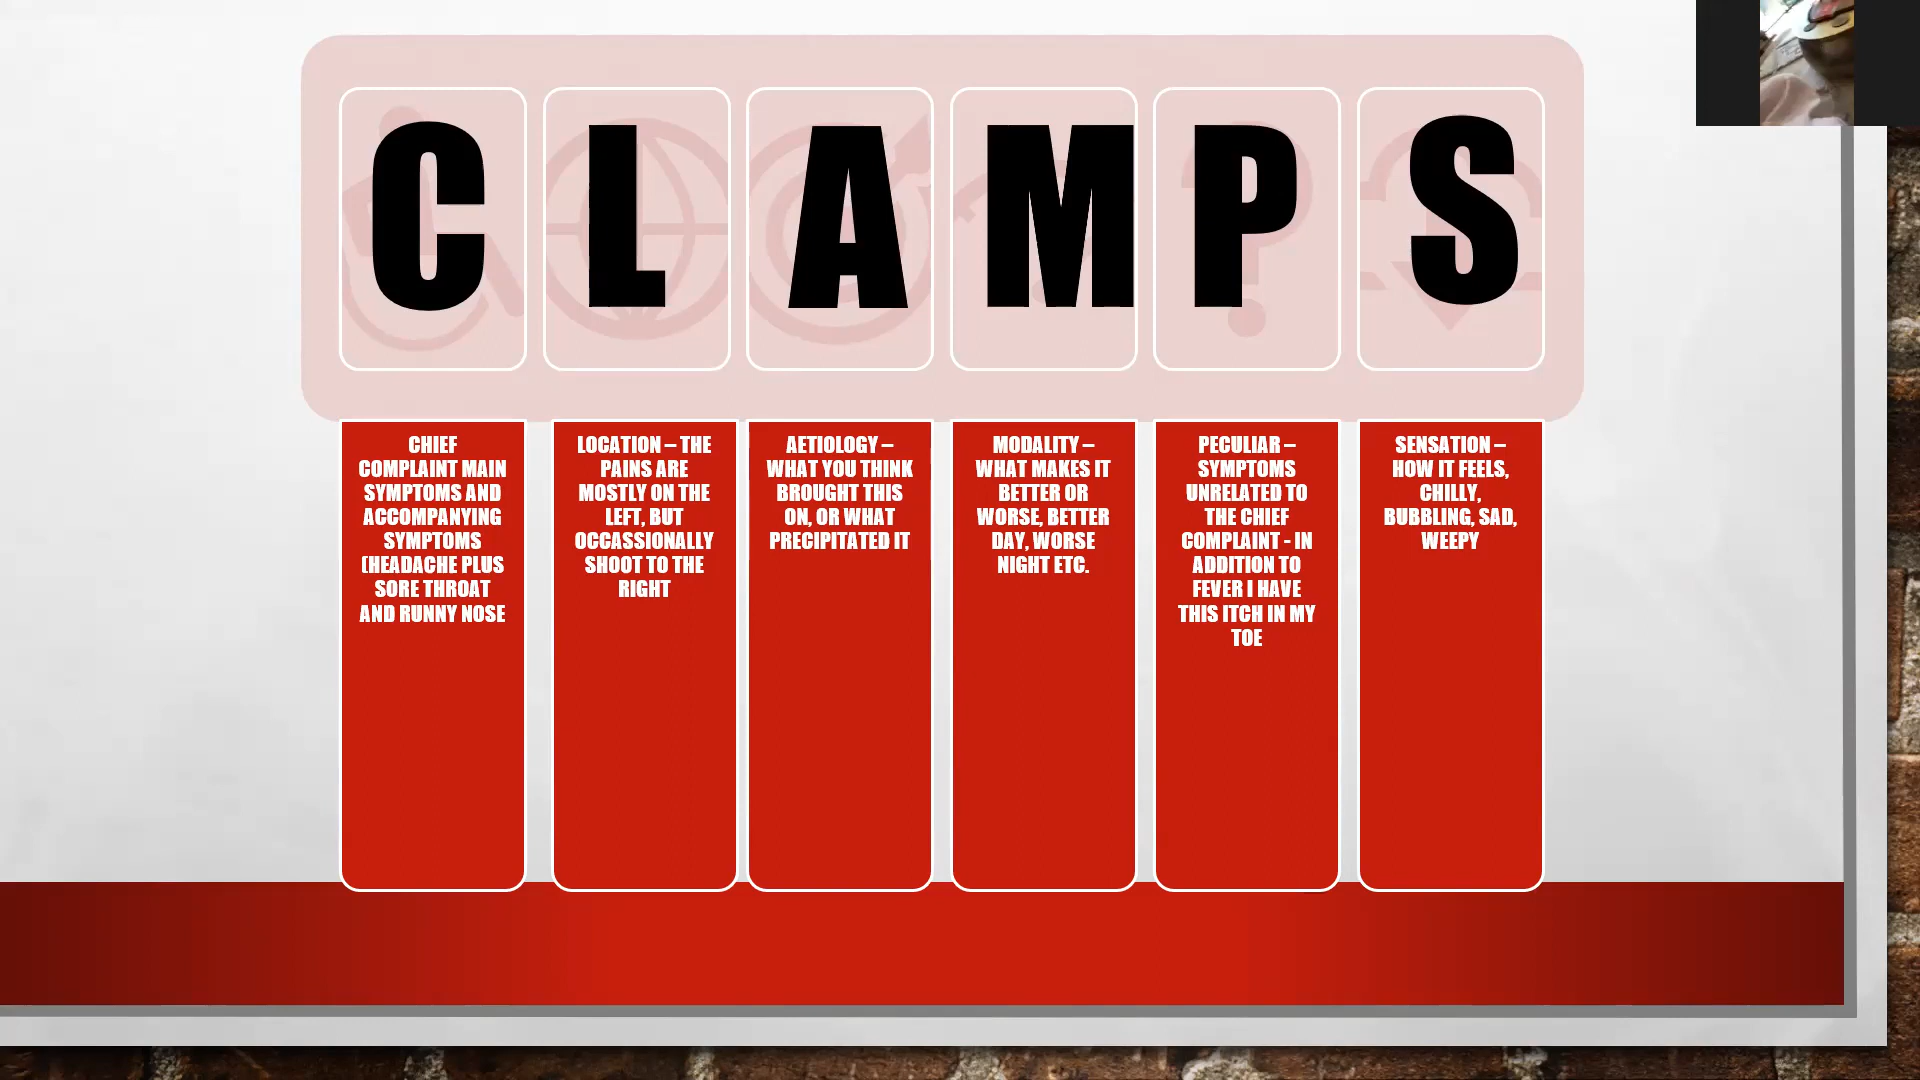 C L A M P S
CHIEF
COMPLAINT MAIN
SYMPTOMS AND
ACCOMPANYING
SYMPTOMS
(HEADACHE PLUS
SORE THROAT
AND RUNNY NOSE
LOCATION – THE
PAINS ARE
MOSTLY ON THE
LEFT, BUT
OCCASSIONALLY
SHOOT TO THE
RIGHT
AETIOLOGY –
WHAT YOU THINK
BROUGHT THIS
ON, OR WHAT
PRECIPITATED IT
MODALITY –
WHAT MAKES IT
BETTER OR
WORSE, BETTER
DAY, WORSE
NIGHT ETC.
PECULIAR –
SYMPTOMS
UNRELATED TO
THE CHIEF
COMPLAINT - IN
ADDITION TO
FEVER I HAVE
THIS ITCH IN MY
TOE
SENSATION –
HOW IT FEELS,
CHILLY,
BUBBLING, SAD,
WEEPY